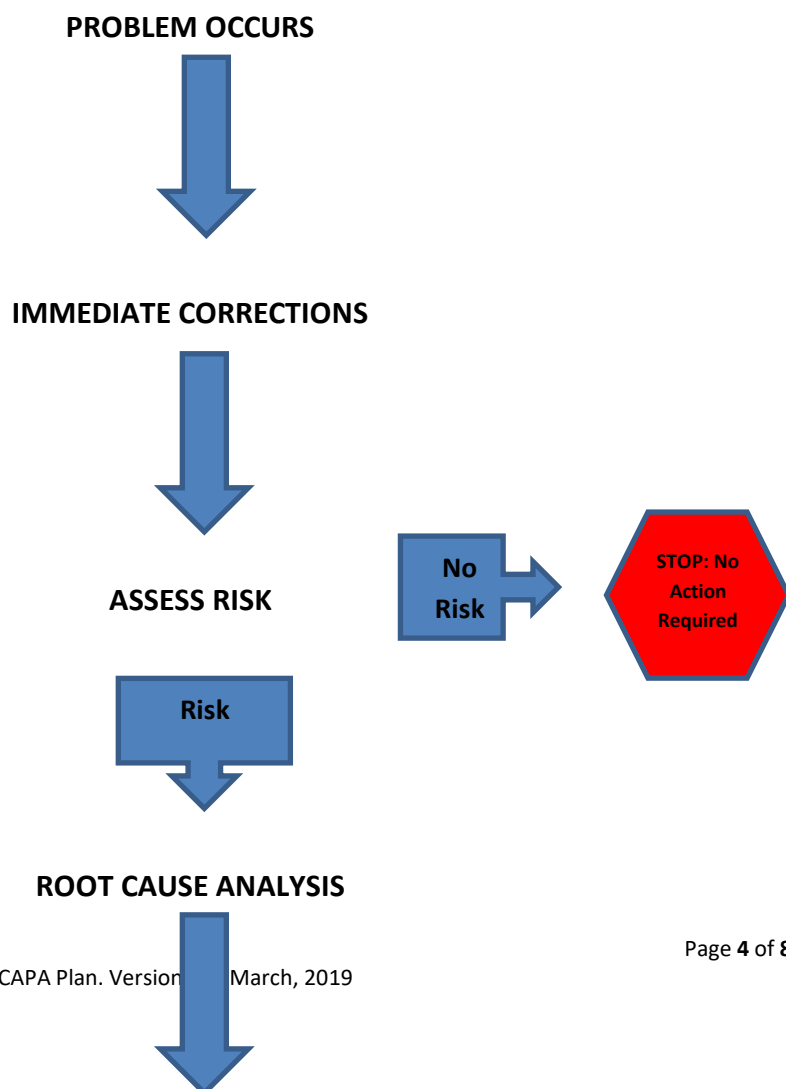 PROBLEM OCCURS
IMMEDIATE CORRECTIONS
No
Risk
STOP: No
Action
Required
ASSESS RISK
Risk
ROOT CAUSE ANALYSIS
Page 4 of 8
CAPA Plan. Version March, 2019